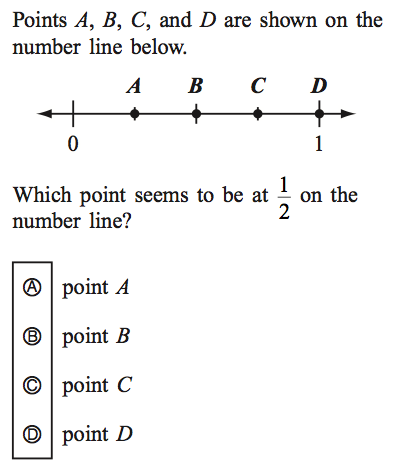 Points A, B, C, and D are shown on the
number line below.
A B C D
0 1
Which point seems to be at 1/2 on the
number line?
Ⓐ point A
Ⓑ point B
Ⓒ point C
Ⓓ point D